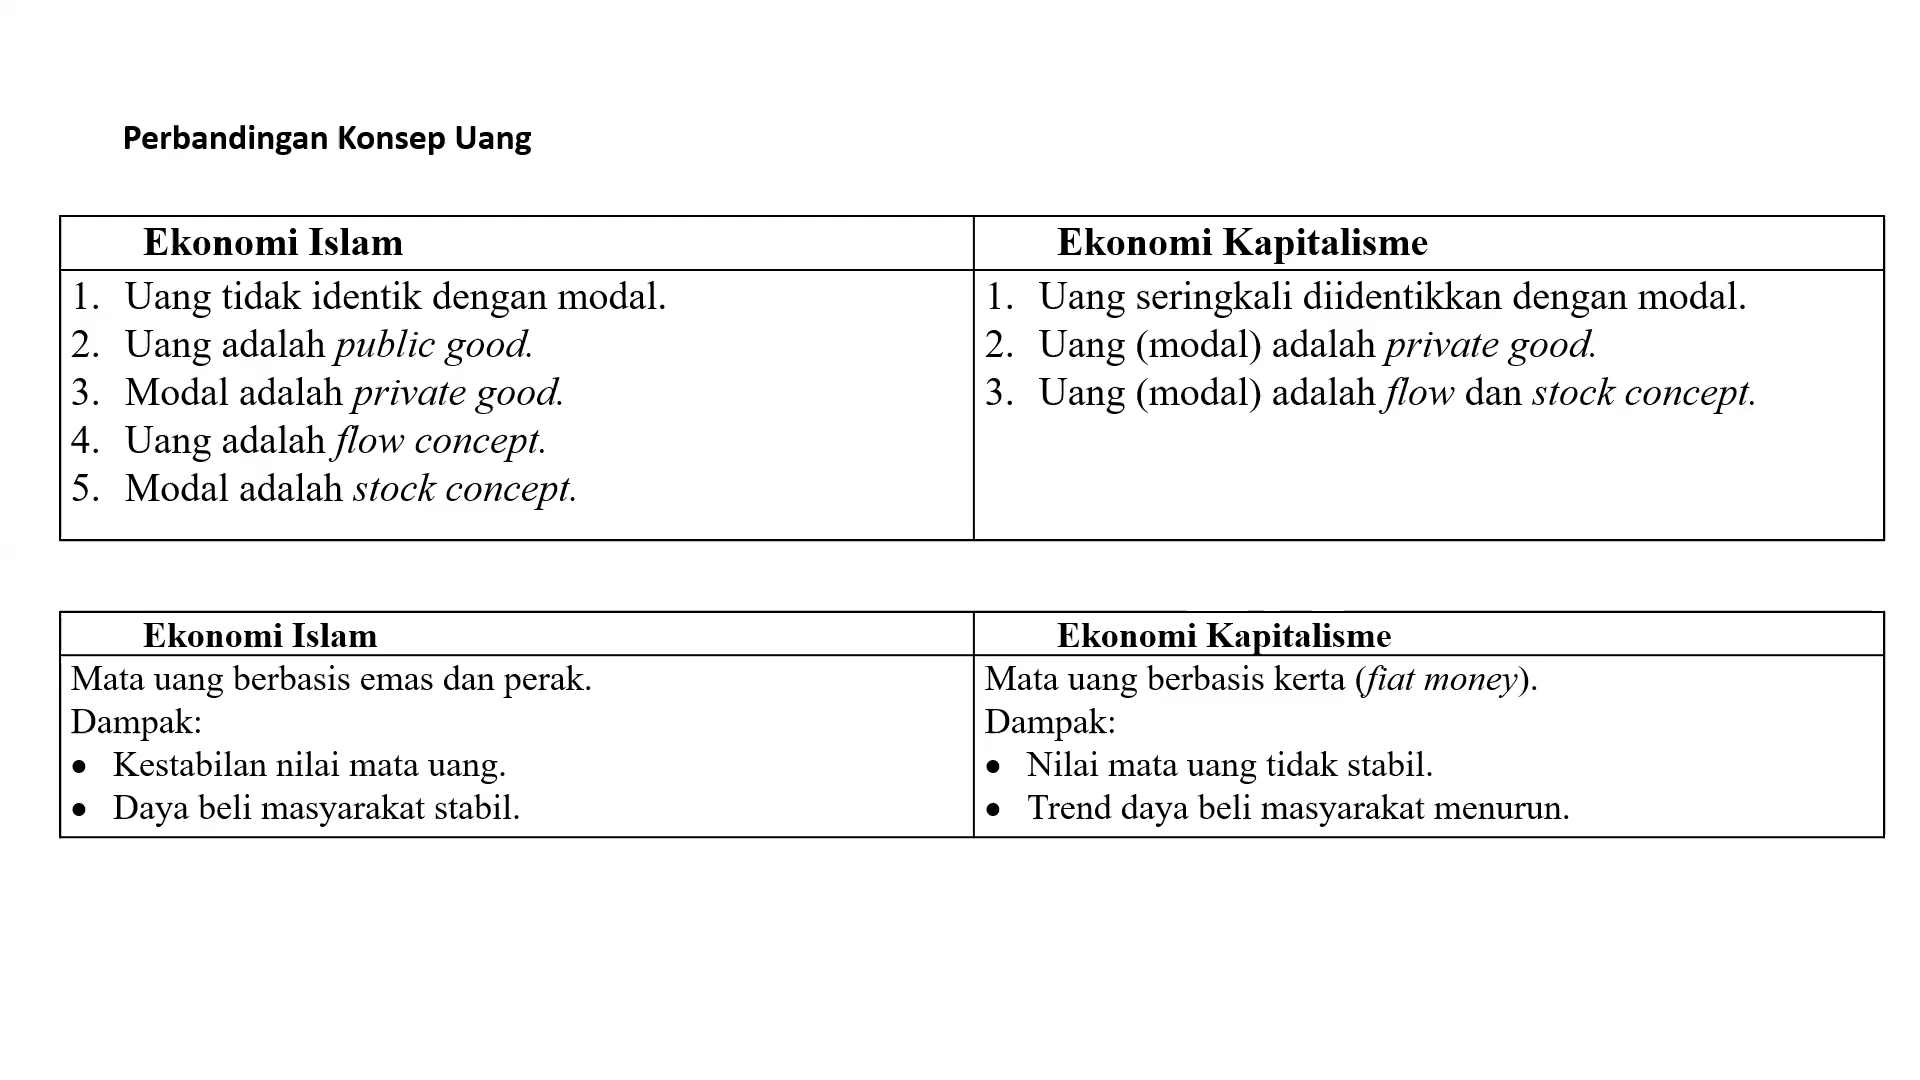 Perbandingan Konsep Uang
Ekonomi Islam
Ekonomi Kapitalisme
1. Uang tidak identik dengan modal.
2. Uang adalah public good.
3. Modal adalah private good.
4. Uang adalah flow concept.
5. Modal adalah stock concept.
1. Uang seringkali diidentikkan dengan modal.
2. Uang (modal) adalah private good.
3. Uang (modal) adalah flow dan stock concept.
Ekonomi Islam
Ekonomi Kapitalisme
Mata uang berbasis emas dan perak.
Dampak:
• Kestabilan nilai mata uang.
• Daya beli masyarakat stabil.
Mata uang berbasis kerta (fiat money).
Dampak:
• Nilai mata uang tidak stabil.
• Trend daya beli masyarakat menurun.